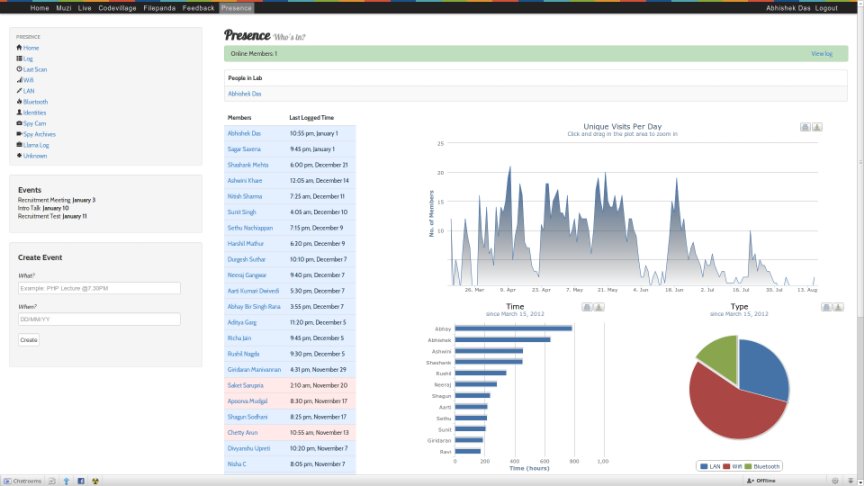 Home Muzi Live Codevillage Filepanda Feedback Presence
Abhishek Das Logout
PRESENCE
Home
Log
Last Scan
Wifi
LAN
Bluetooth
Identities
Spy Cam
Spy Archives
Llama Log
Unknown
Events
Recruitment Meeting January 3
Intro Talk January 10
Recruitment Test January 11
Create Event
What?
Example: PHP Lecture @7:30PM
When?
DD/MM/YY
Create
Presence Who's In?
Online Members: 1
View log
People in Lab
Abhishek Das
Members Last Logged Time
Abhishek Das 10:55 pm, January 1
Sagar Saxena 9:45 pm, January 1
Shashank Mehta 6:00 pm, December 21
Ashwini Khare 12:05 am, December 14
Nitish Sharma 7:25 am, December 11
Sunit Singh 4:05 am, December 10
Sethu Nachiappan 7:15 pm, December 9
Harshil Mathur 6:20 pm, December 9
Durgesh Suthar 10:10 pm, December 7
Neeraj Gangwar 9:40 pm, December 7
Aarti Kumari Dwivedi 5:30 pm, December 7
Abhay Bir Singh Rana 3:55 pm, December 7
Aditya Garg 11:20 pm, December 5
Richa Jain 9:45 pm, December 5
Rushil Nagda 9:30 pm, December 5
Giridaran Manivannan 4:31 pm, November 29
Saket Sarupria 2:10 am, November 20
Apoorva Mudgal 8:30 pm, November 17
Shagun Sodhani 8:25 pm, November 17
Chetty Arun 10:55 am, November 13
Divyanshu Upreti 10:20 pm, November 7
Nisha C 8:05 pm, November 7
Unique Visits Per Day
Click and drag in the plot area to zoom in
No. of Members
25
20
15
10
26. Mar 9. Apr 23. Apr 7. May 21. May 4. Jun 18. Jun 2. Jul 16. Jul 30. Jul 13. Aug
Time
since March 15, 2012
Abhay
Abhishek
Ashwini
Shashank
Rushil
Neeraj
Shagun
Aarti
Sethu
Sunit
Giridaran
Ravi
0 200 400 600 800 1,00
Time (hours)
Type
since March 15, 2012
LAN Wifi Bluetooth
Chatrooms
Offline